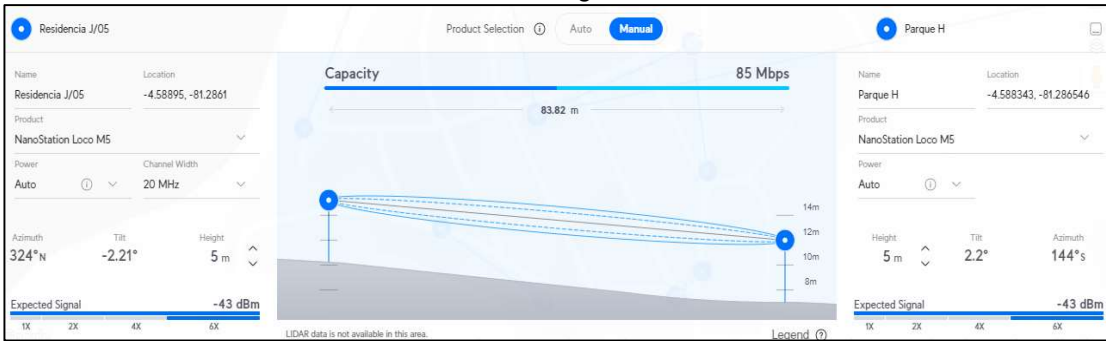 Residencia J/05
Product Selection Auto Manual
Parque H
Name Location
Residencia J/05 -4.58895, -81.2861
Product
NanoStation Loco M5
Power Channel Width
Auto 20 MHz
Azimuth Tilt Height
324°N -2.21° 5 m
Expected Signal -43 dBm
1X 2X 4X 6X
Capacity 85 Mbps
83.82 m
14m
12m
10m
8m
LIDAR data is not available in this area.
Legend
Name Location
Parque H -4.588343, -81.286546
Product
NanoStation Loco M5
Power
Auto
Height Tilt Azimuth
5 m 2.2° 144°S
Expected Signal -43 dBm
1X 2X 4X 6X